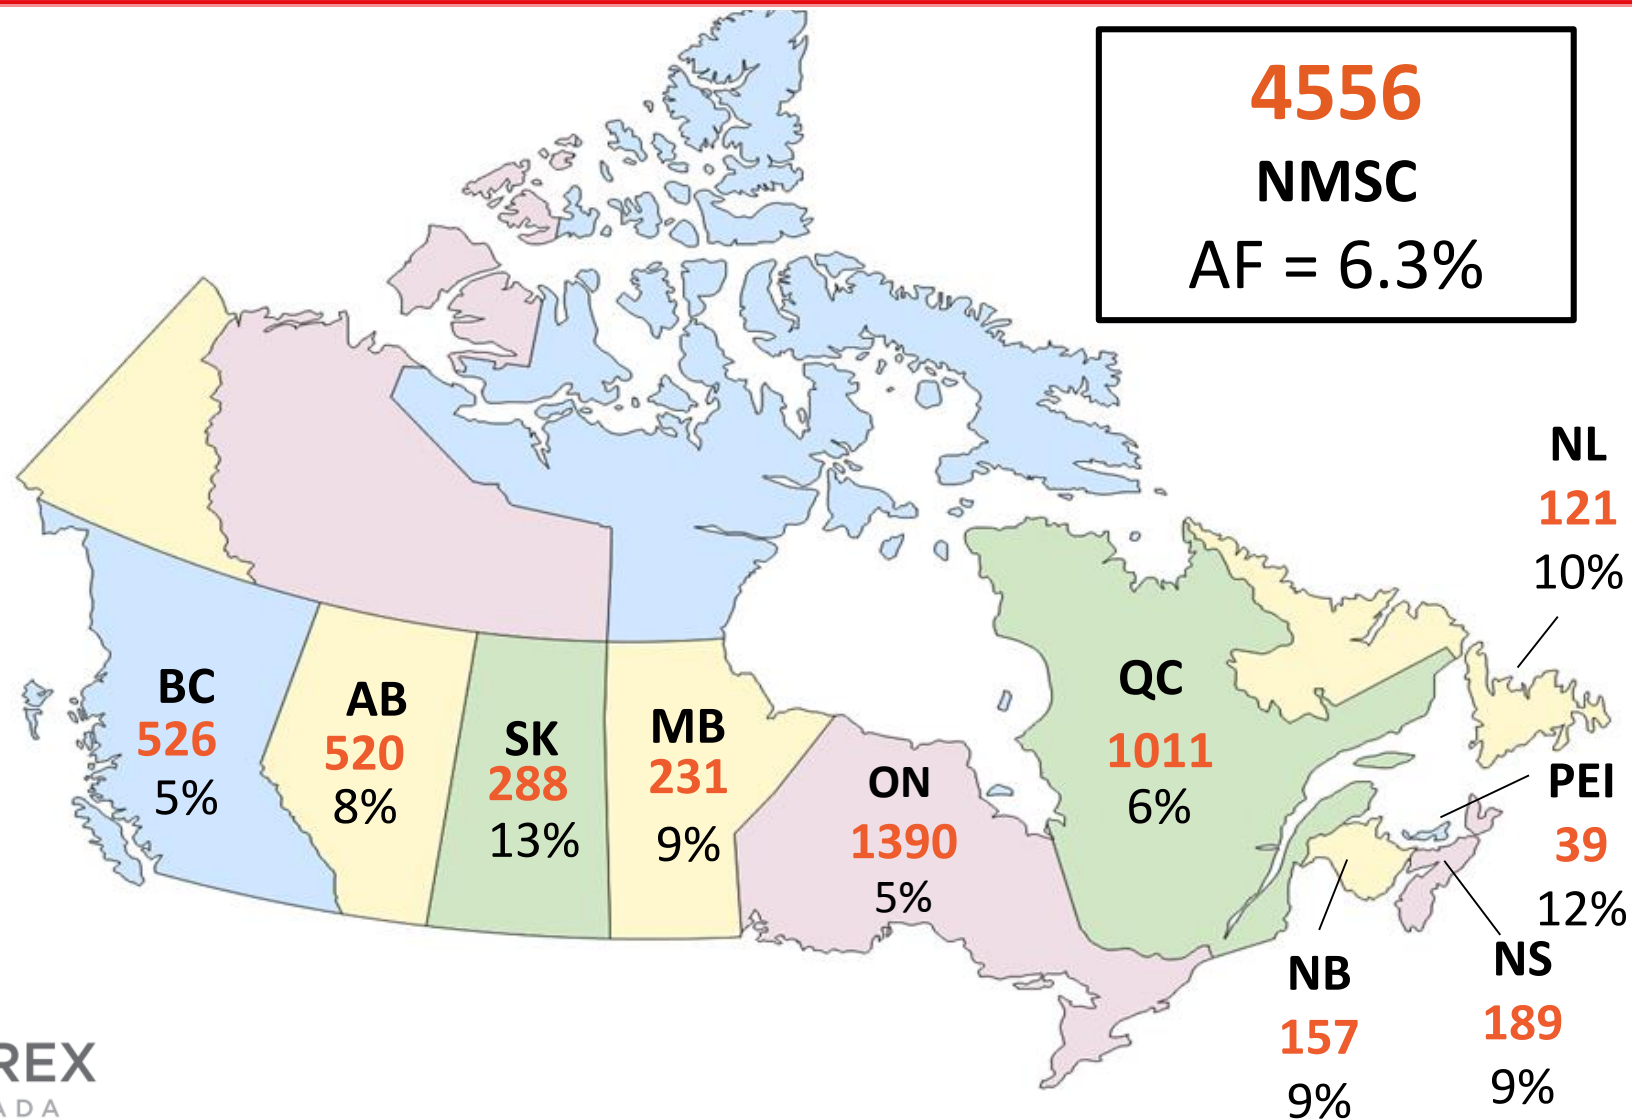 4556
NMSC
AF = 6.3%
NL
121
10%
BC
526
5%
AB
520
8%
SK
288
13%
MB
231
9%
ON
1390
5%
QC
1011
6%
PEI
39
12%
NB
157
9%
NS
189
9%
REX
ADA